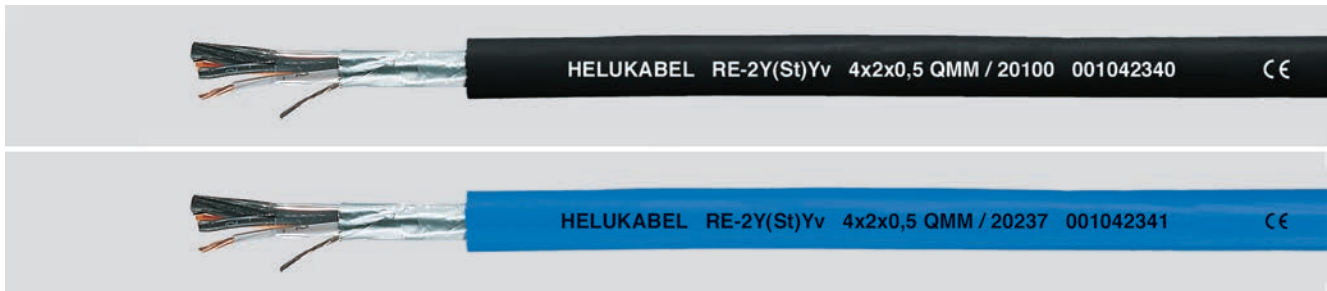 HELUKABEL RE-2Y(St)Yv 4x2x0,5 QMM / 20100 001042340 CE
HELUKABEL RE-2Y(St)Yv 4x2x0,5 QMM / 20237 001042341 CE